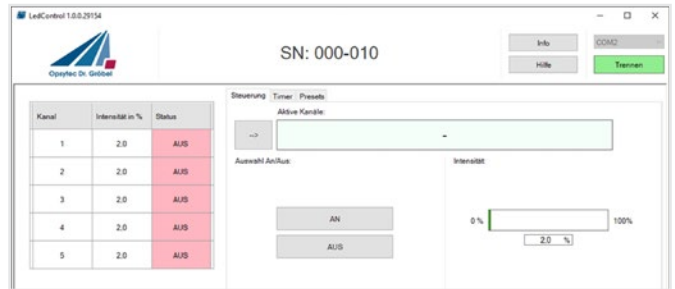 LedControl 1.0.0.29154
Opsytec Dr. Gröbel
SN: 000-010
Info
COM2
Hilfe
Trennen
Steuerung Timer Presets
Kanal Intensität in % Status
1 2.0 AUS
2 2.0 AUS
3 2.0 AUS
4 2.0 AUS
5 2.0 AUS
Aktive Kanäle:
--> -
Auswahl An/Aus:
AN
AUS
Intensität:
0 % 100%
2.0 %